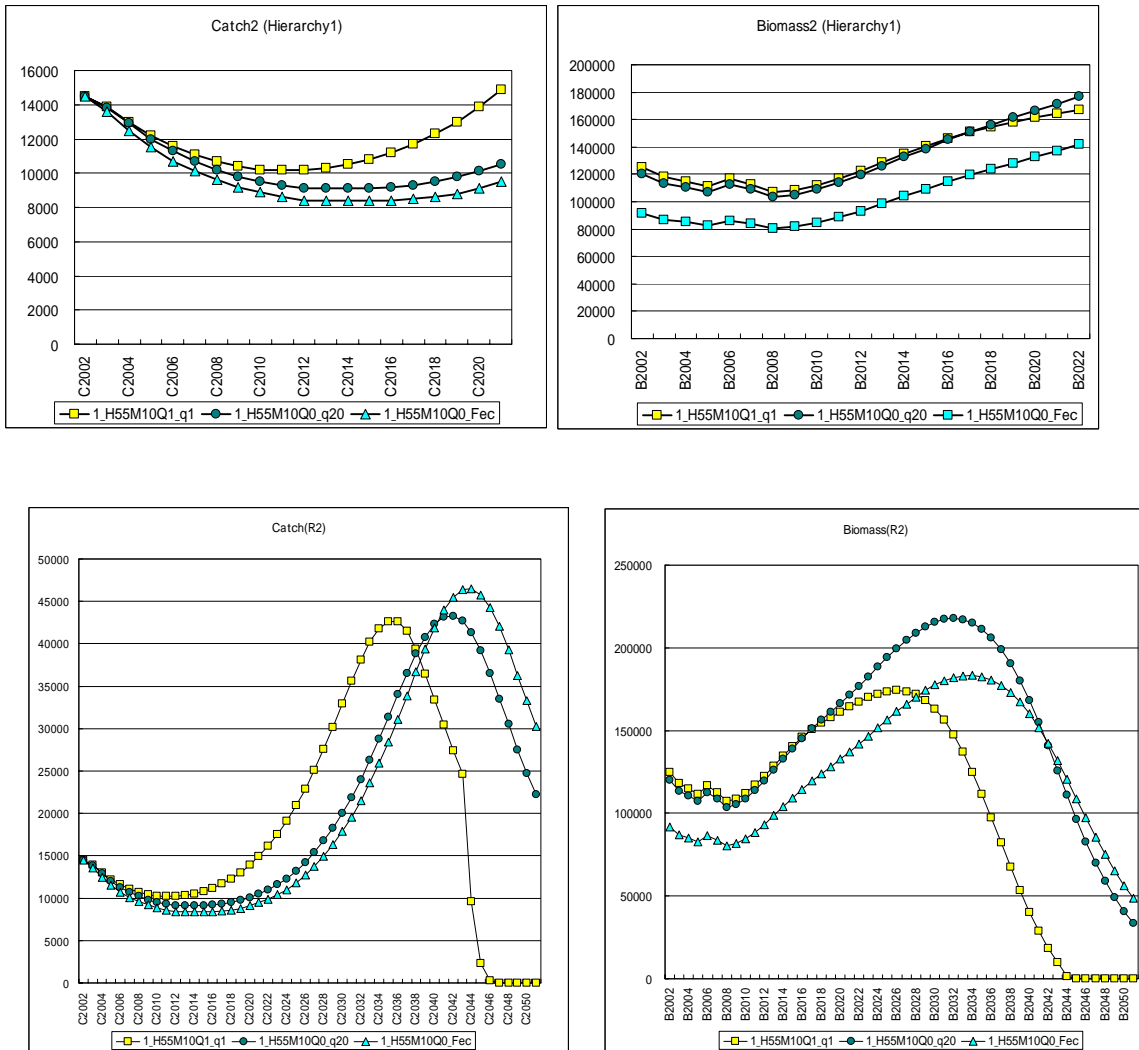 Catch2 (Hierarchy1)
16000
14000
12000
10000
8000
6000
4000
2000
0
C2002
C2004
C2006
C2008
C2010
C2012
C2014
C2016
C2018
C2020
1_H55M10Q1_q1 1_H55M10Q0_q20 1_H55M10Q0_Fec
Biomass2 (Hierarchy1)
200000
180000
160000
140000
120000
100000
80000
60000
40000
20000
0
B2002
B2004
B2006
B2008
B2010
B2012
B2014
B2016
B2018
B2020
B2022
1_H55M10Q1_q1 1_H55M10Q0_q20 1_H55M10Q0_Fec
Catch(R2)
50000
45000
40000
35000
30000
25000
20000
15000
10000
5000
0
C2002
C2004
C2006
C2008
C2010
C2012
C2014
C2016
C2018
C2020
C2022
C2024
C2026
C2028
C2030
C2032
C2034
C2036
C2038
C2040
C2042
C2044
C2046
C2048
C2050
1_H55M10Q1_q1 1_H55M10Q0_q20 1_H55M10Q0_Fec
Biomass(R2)
250000
200000
150000
100000
50000
0
B2002
B2004
B2006
B2008
B2010
B2012
B2014
B2016
B2018
B2020
B2022
B2024
B2026
B2028
B2030
B2032
B2034
B2036
B2038
B2040
B2042
B2044
B2046
B2048
B2050
1_H55M10Q1_q1 1_H55M10Q0_q20 1_H55M10Q0_Fec